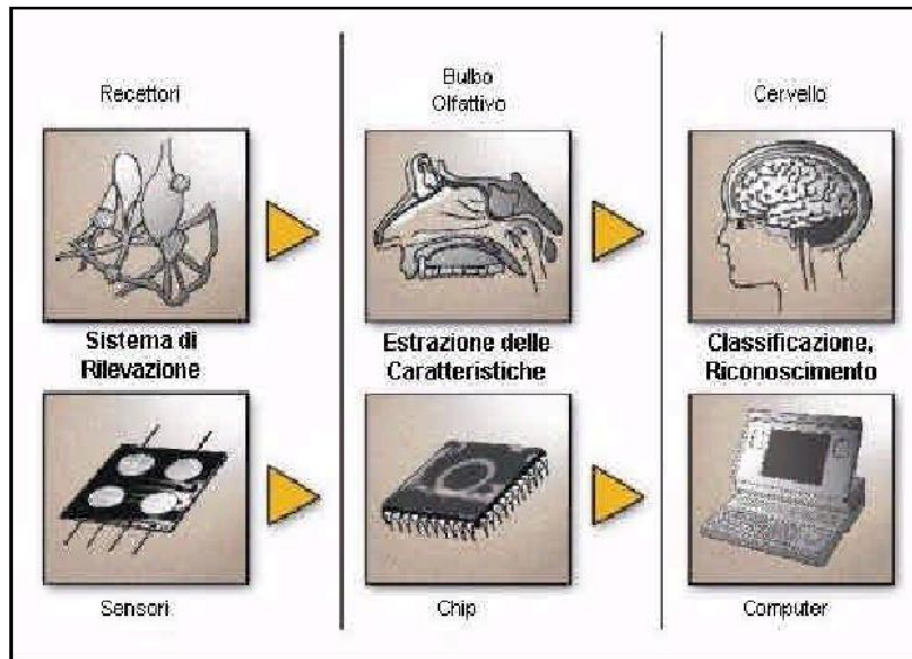 Recettori
Bulbo
Olfattivo
Cervello
Sistema di
Rilevazione
Estrazione delle
Caratteristiche
Classificazione,
Riconoscimento
Sensori
Chip
Computer